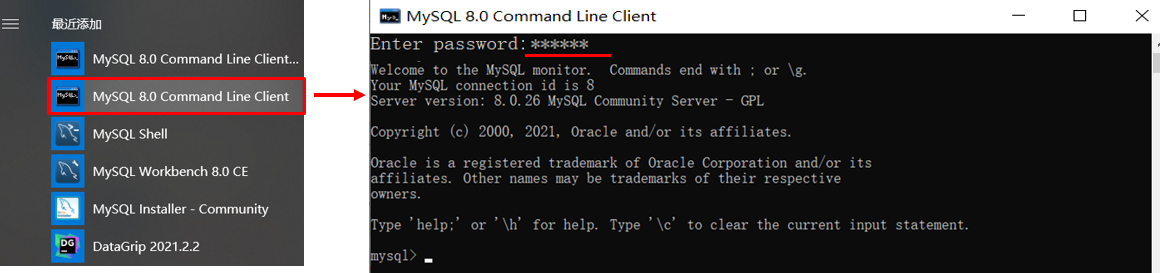 最近添加
MySQL 8.0 Command Line Client...
MySQL 8.0 Command Line Client
MySQL Shell
MySQL Workbench 8.0 CE
MySQL Installer - Community
DataGrip 2021.2.2
MySQL 8.0 Command Line Client
Enter password:******
Welcome to the MySQL monitor.  Commands end with ; or \g.
Your MySQL connection id is 8
Server version: 8.0.26 MySQL Community Server - GPL
Copyright (c) 2000, 2021, Oracle and/or its affiliates.
Oracle is a registered trademark of Oracle Corporation and/or its
affiliates. Other names may be trademarks of their respective
owners.
Type 'help;' or '\h' for help. Type '\c' to clear the current input statement.
mysql> _